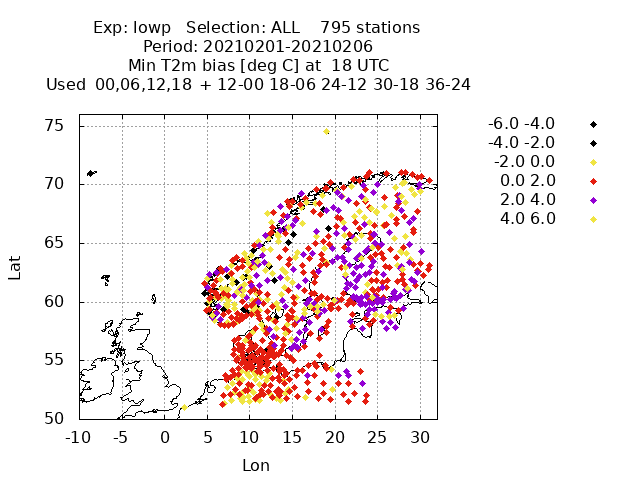 Exp: lowp   Selection: ALL    795 stations
Period: 20210201-20210206
Min T2m bias [deg C] at  18 UTC
Used  00,06,12,18  + 12-00 18-06 24-12 30-18 36-24
-6.0 -4.0
-4.0 -2.0
-2.0 0.0
0.0 2.0
2.0 4.0
4.0 6.0
75
70
65
60
55
50
Lat
-10 -5 0 5 10 15 20 25 30
Lon